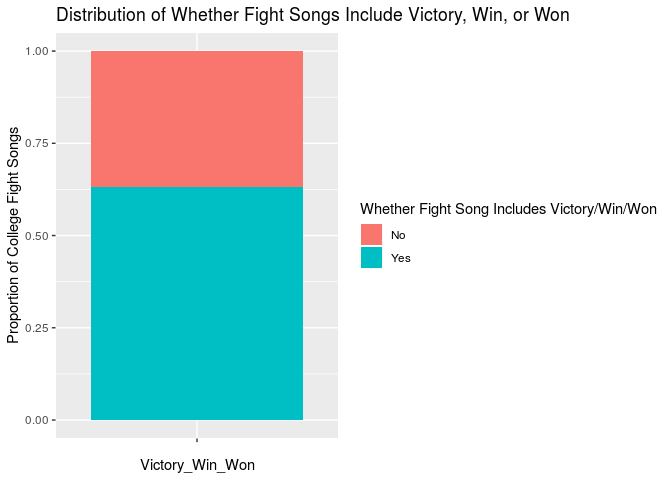 Distribution of Whether Fight Songs Include Victory, Win, or Won
Proportion of College Fight Songs
1.00
0.75
0.50
0.25
0.00
Victory_Win_Won
Whether Fight Song Includes Victory/Win/Won
No
Yes